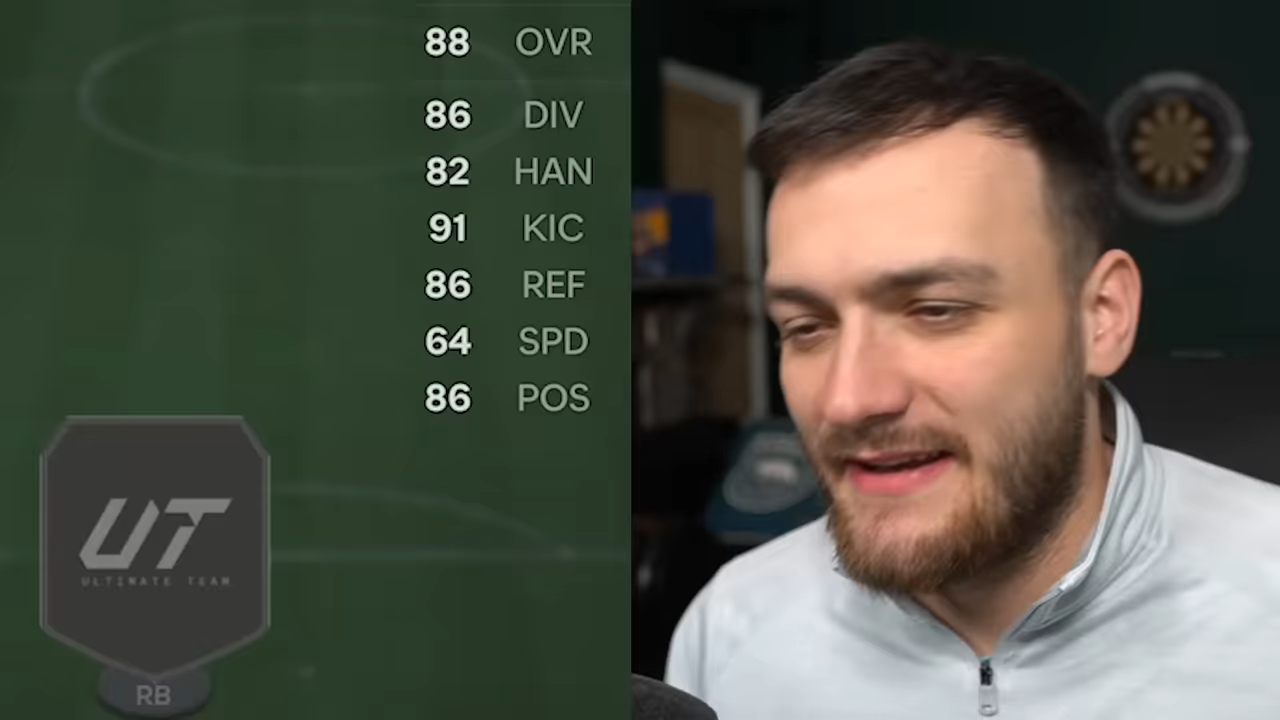 88 OVR
86 DIV
82 HAN
91 KIC
86 REF
64 SPD
86 POS
UT
ULTIMATE TEAM
RB